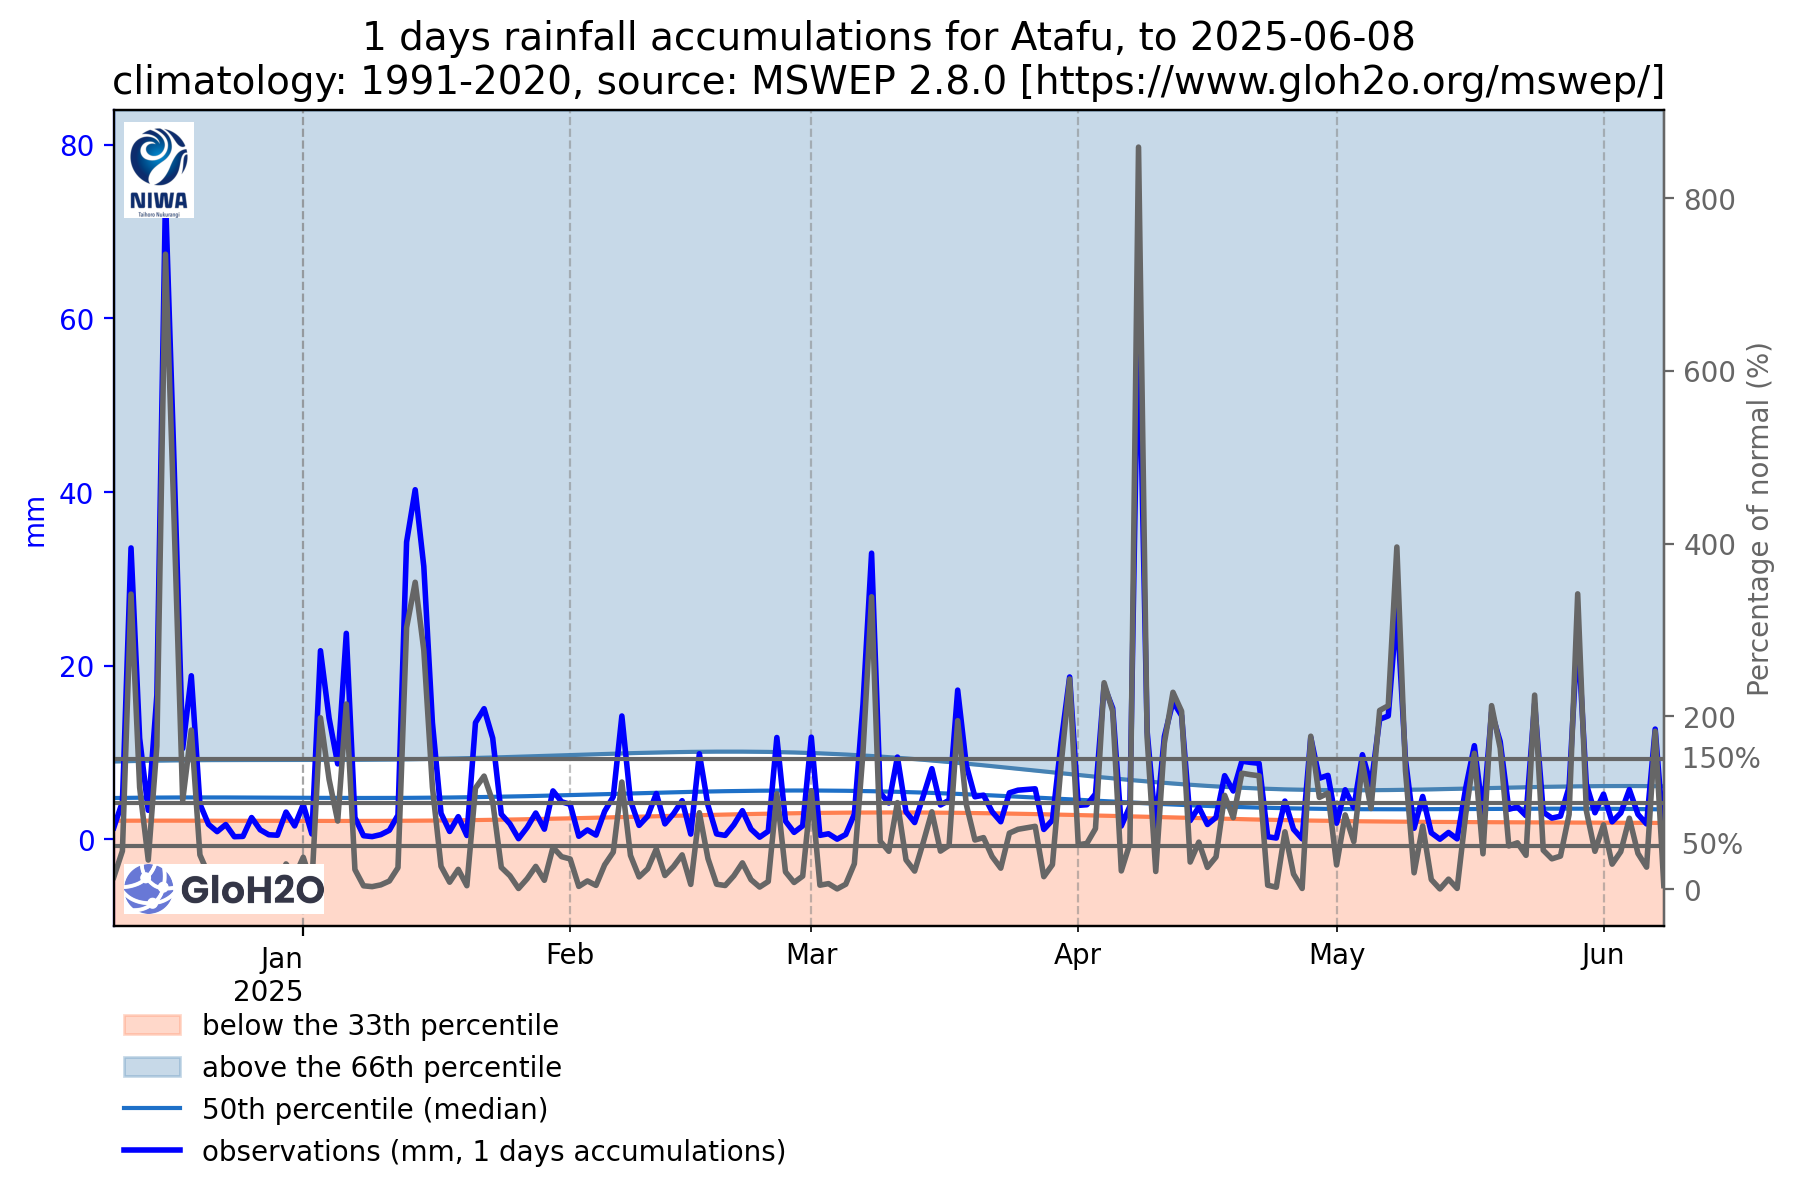 1 days rainfall accumulations for Atafu, to 2025-06-08
climatology: 1991-2020, source: MSWEP 2.8.0 [https://www.gloh2o.org/mswep/]
80
60
40
20
0
mm
NIWA
Taihoro Nukurangi
GloH2O
800
600
400
200
150%
50%
0
Percentage of normal (%)
Jan
2025
Feb
Mar
Apr
May
Jun
below the 33th percentile
above the 66th percentile
50th percentile (median)
observations (mm, 1 days accumulations)